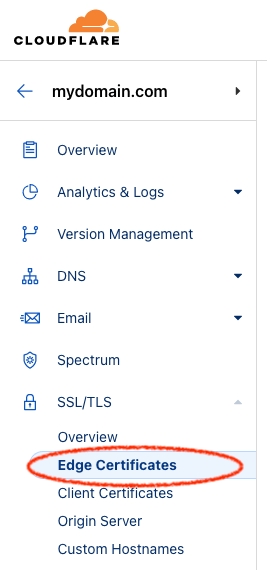 CLOUDFLARE
mydomain.com
Overview
Analytics & Logs
Version Management
DNS
Email
Spectrum
SSL/TLS
Overview
Edge Certificates
Client Certificates
Origin Server
Custom Hostnames